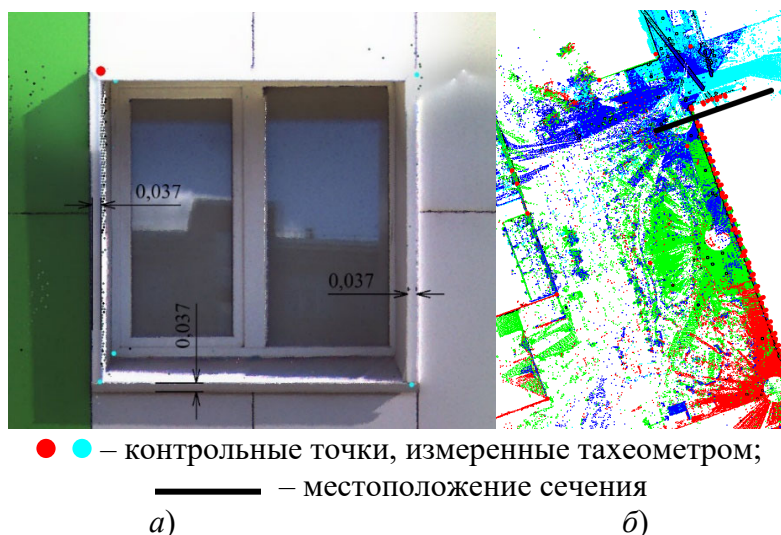 0,037
0,037
0,037
– контрольные точки, измеренные тахеометром;
– местоположение сечения
а) б)